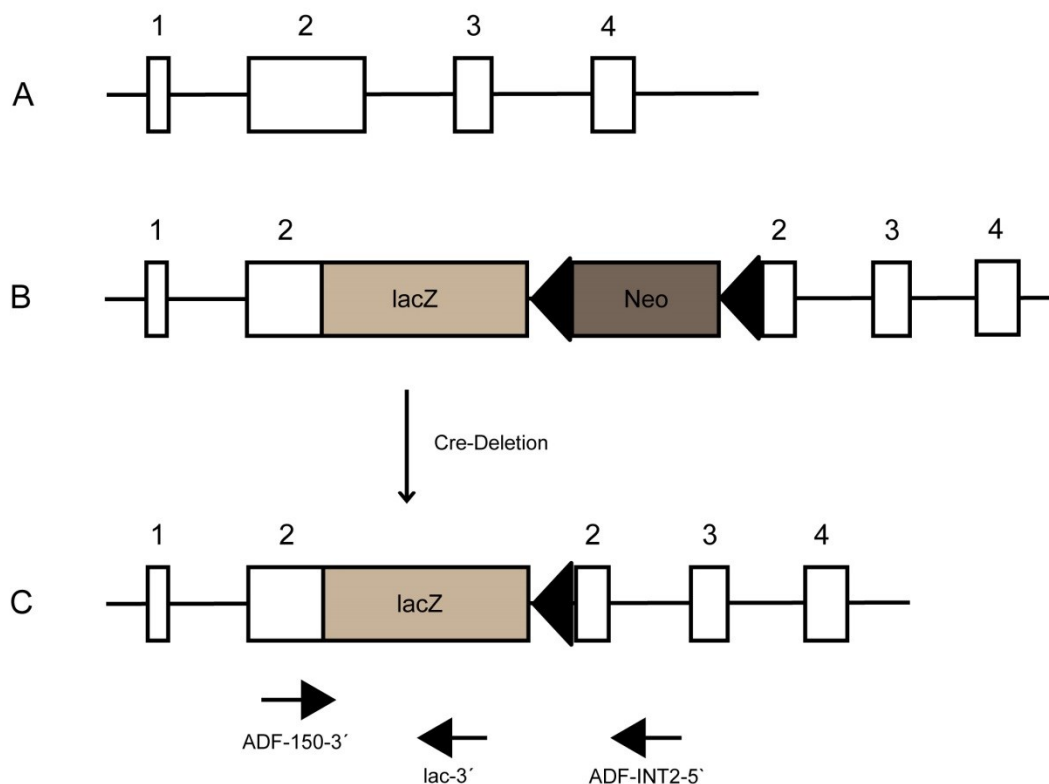 1 2 3 4
A
1 2 2 3 4
B lacZ Neo
Cre-Deletion
1 2 2 3 4
C lacZ
ADF-150-3´
lac-3´ ADF-INT2-5`